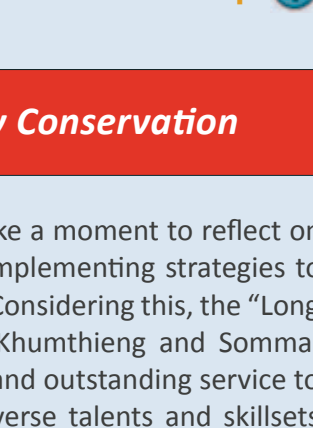 Conservation
ke a moment to reflect on
mplementing strategies to
Considering this, the “Long
Khumthieng and Somma
and outstanding service to
verse talents and skillsets